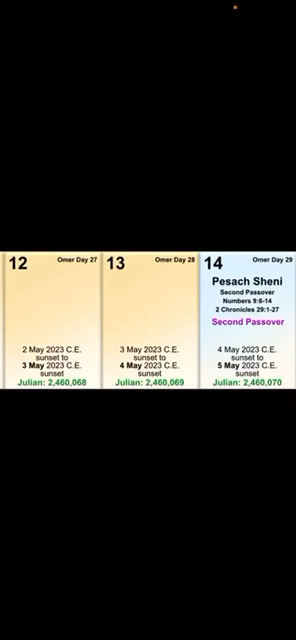 12 Omer Day 27
2 May 2023 C.E.
sunset to
3 May 2023 C.E.
sunset
Julian: 2,460,068
13 Omer Day 28
3 May 2023 C.E.
sunset to
4 May 2023 C.E.
sunset
Julian: 2,460,069
14 Omer Day 29
Pesach Sheni
Second Passover
Numbers 9:6-14
2 Chronicles 29:1-27
Second Passover
4 May 2023 C.E.
sunset to
5 May 2023 C.E.
sunset
Julian: 2,460,070